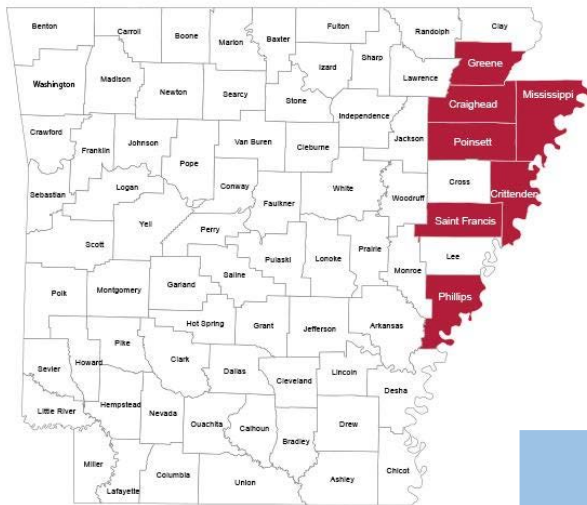 Benton
Carroll
Boone
Marion
Baxter
Fulton
Randolph
Clay
Sharp
Izard
Greene
Lawrence
Washington
Madison
Newton
Searcy
Stone
Mississippi
Craighead
Independence
Crawford
Franklin
Johnson
Pope
Van Buren
Cleburne
Jackson
Poinsett
Logan
Conway
Faulkner
White
Woodruff
Cross
Crittenden
Sebastian
Saint Francis
Yell
Perry
Scott
Pulaski
Lonoke
Prairie
Monroe
Lee
Saline
Polk
Montgomery
Garland
Phillips
Hot Spring
Grant
Jefferson
Arkansas
Pike
Howard
Sevier
Clark
Dallas
Cleveland
Lincoln
Desha
Little River
Hempstead
Nevada
Ouachita
Calhoun
Bradley
Drew
Miller
Lafayette
Columbia
Union
Ashley
Chicot